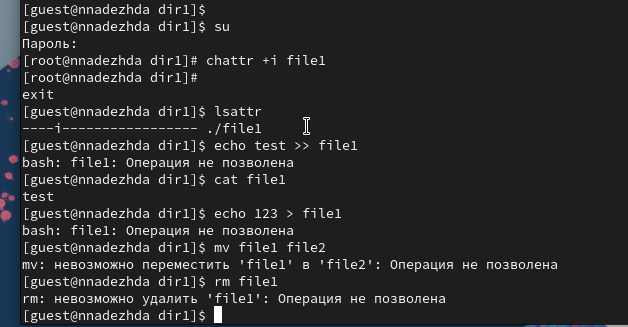 [guest@nnadezhda dir1]$
[guest@nnadezhda dir1]$ su
Пароль:
[root@nnadezhda dir1]# chattr +i file1
[root@nnadezhda dir1]#
exit
[guest@nnadezhda dir1]$ lsattr
----i----------------- ./file1
[guest@nnadezhda dir1]$ echo test >> file1
bash: file1: Операция не позволена
[guest@nnadezhda dir1]$ cat file1
test
[guest@nnadezhda dir1]$ echo 123 > file1
bash: file1: Операция не позволена
[guest@nnadezhda dir1]$ mv file1 file2
mv: невозможно переместить 'file1' в 'file2': Операция не позволена
[guest@nnadezhda dir1]$ rm file1
rm: невозможно удалить 'file1': Операция не позволена
[guest@nnadezhda dir1]$